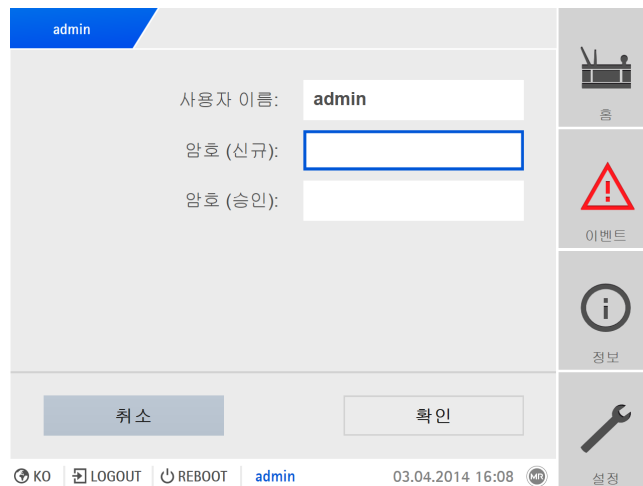 admin
사용자 이름: admin
암호 (신규):
암호 (승인):
취소 확인
KO LOGOUT REBOOT admin 03.04.2014 16:08 MR
홈
이벤트
정보
설정